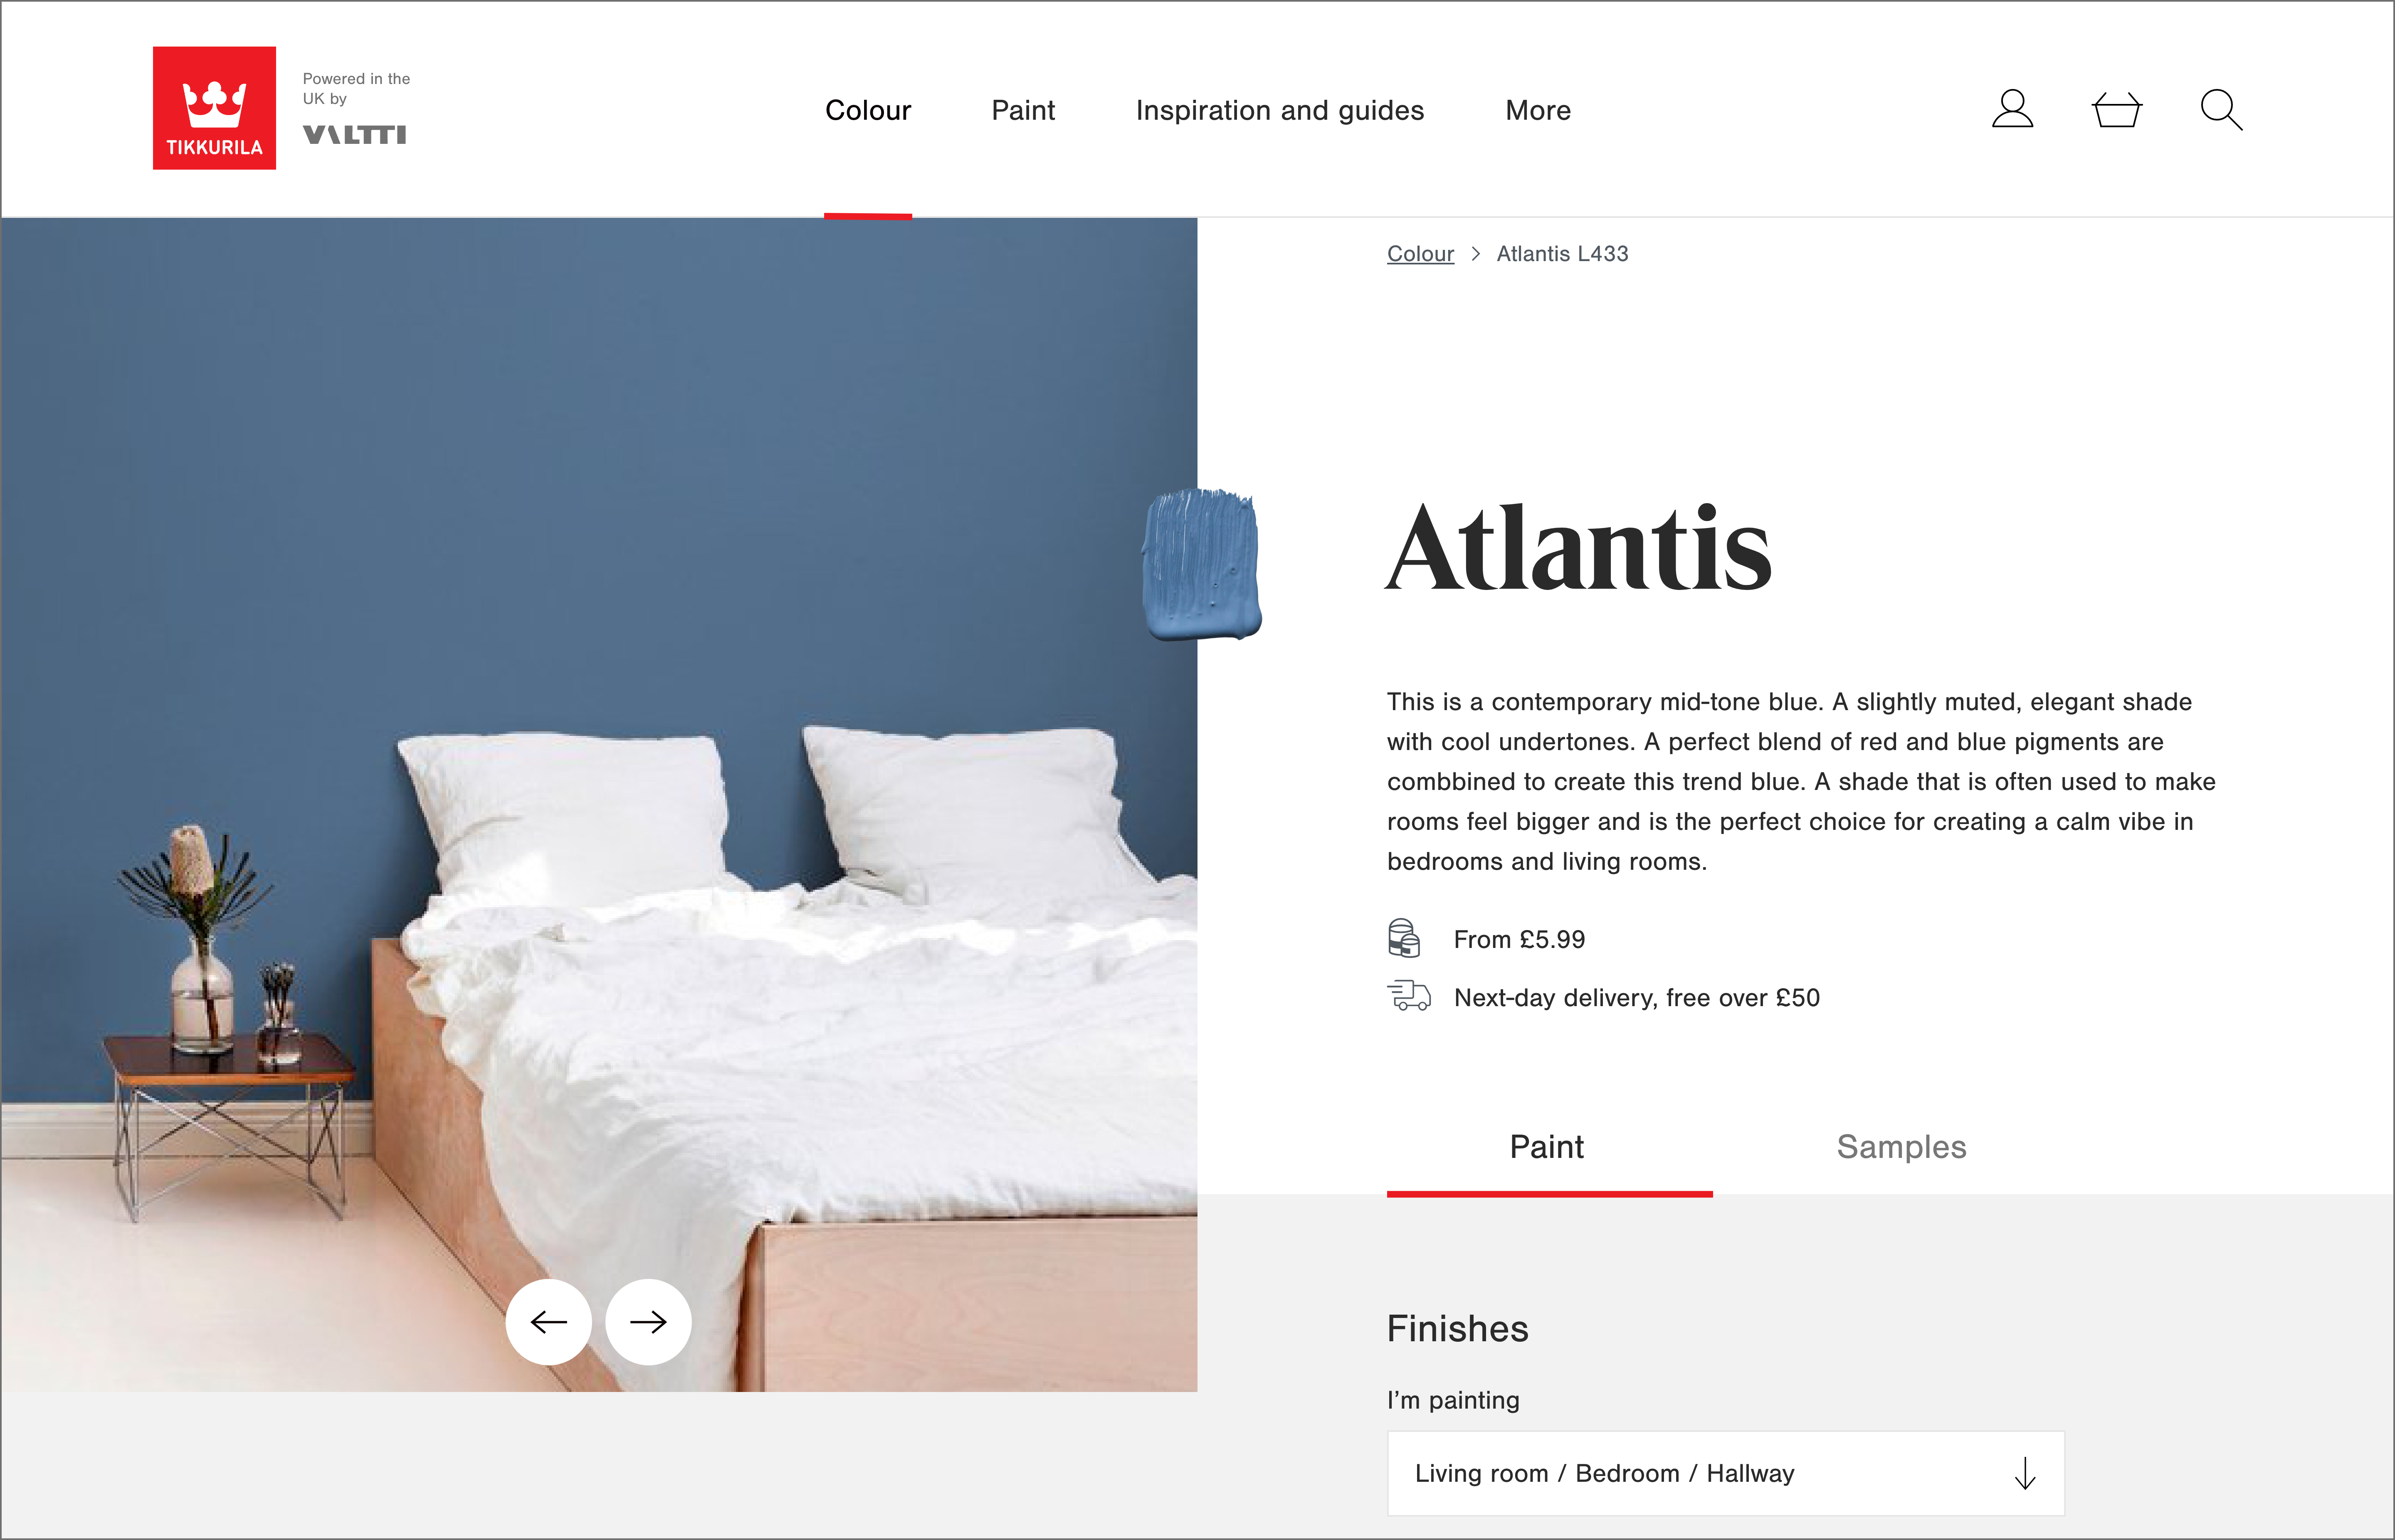 TIKKURILA
Powered in the
UK by
VALTTI
Colour
Paint
Inspiration and guides
More
Colour > Atlantis L433
Atlantis
This is a contemporary mid-tone blue. A slightly muted, elegant shade
with cool undertones. A perfect blend of red and blue pigments are
combbined to create this trend blue. A shade that is often used to make
rooms feel bigger and is the perfect choice for creating a calm vibe in
bedrooms and living rooms.
From £5.99
Next-day delivery, free over £50
Paint
Samples
Finishes
I’m painting
Living room / Bedroom / Hallway